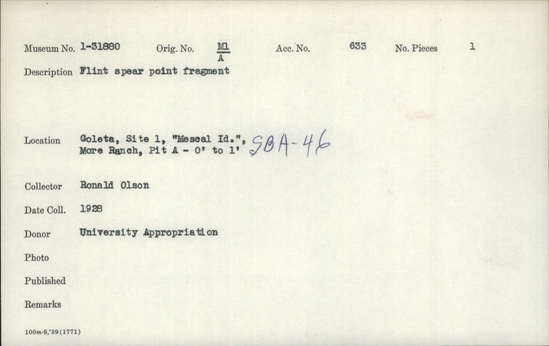 Museum No. 1-31880 Orig. No. M1/A Acc. No. 633 No. Pieces 1
Description Flint spear point fragment
Location Goleta, Site 1, "Mescal Id.",
More Ranch, Pit A - 0' to 1' SBA-46
Collector Ronald Olson
Date Coll. 1928
Donor University Appropriation
Photo
Published
Remarks
100m-9,'39(1771)